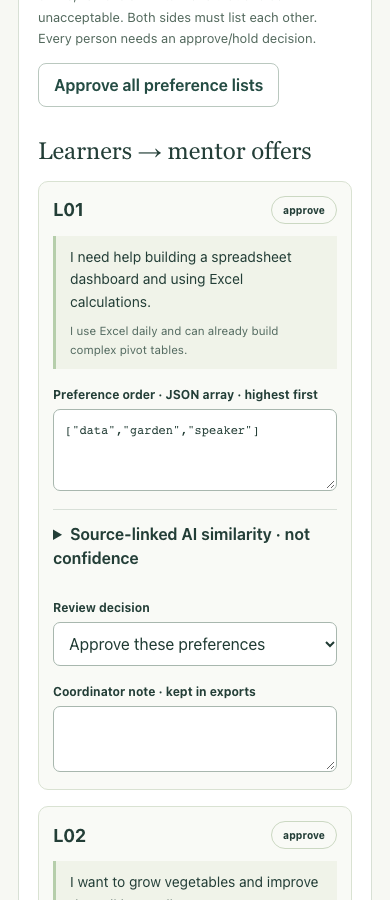 unacceptable. Both sides must list each other.
Every person needs an approve/hold decision.
Approve all preference lists
Learners → mentor offers
L01
approve
I need help building a spreadsheet
dashboard and using Excel
calculations.
I use Excel daily and can already build
complex pivot tables.
Preference order · JSON array · highest first
["data","garden","speaker"]
▶ Source-linked AI similarity · not
confidence
Review decision
Approve these preferences
Coordinator note · kept in exports
L02
approve
I want to grow vegetables and improve